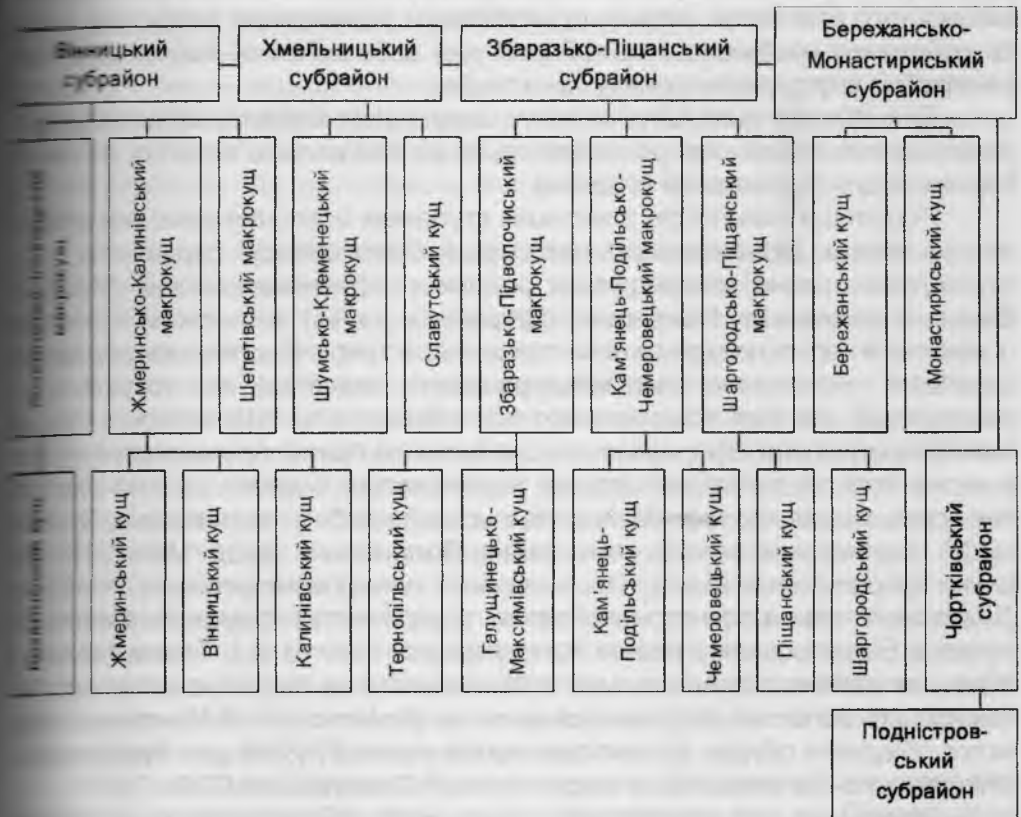 Вінницький
субрайон
Хмельницький
субрайон
Збаразько-Піщанський
субрайон
Бережансько-
Монастириський
субрайон
Жмеринсько-Калинівський
макрокущ
Шепетівський макрокущ
Шумсько-Кременецький
макрокущ
Славутський кущ
Збаразько-Підволочиський
макрокущ
Кам'янець-Подільсько-
Чемеровецький макрокущ
Шаргородсько-Піщанський
макрокущ
Бережанський кущ
Монастириський кущ
кущ
Жмеринський кущ
Вінницький кущ
Калинівський кущ
Тернопільський кущ
Галущинецько-
Максимівський кущ
Кам'янець-
Подільський кущ
Чемеровецький кущ
Піщанський кущ
Шаргородський кущ
Чортківський
субрайон
Подністров-
ський
субрайон